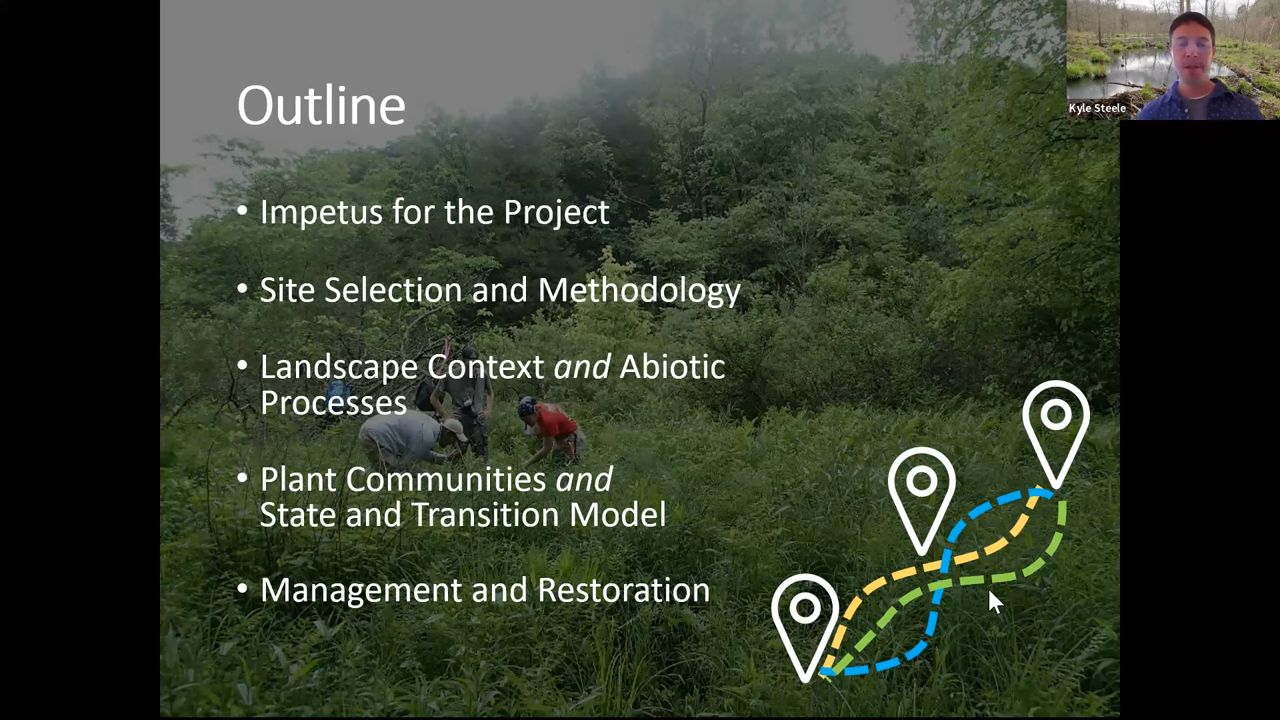 Outline
• Impetus for the Project
• Site Selection and Methodology
• Landscape Context and Abiotic
Processes
• Plant Communities and
State and Transition Model
• Management and Restoration
Kyle Steele